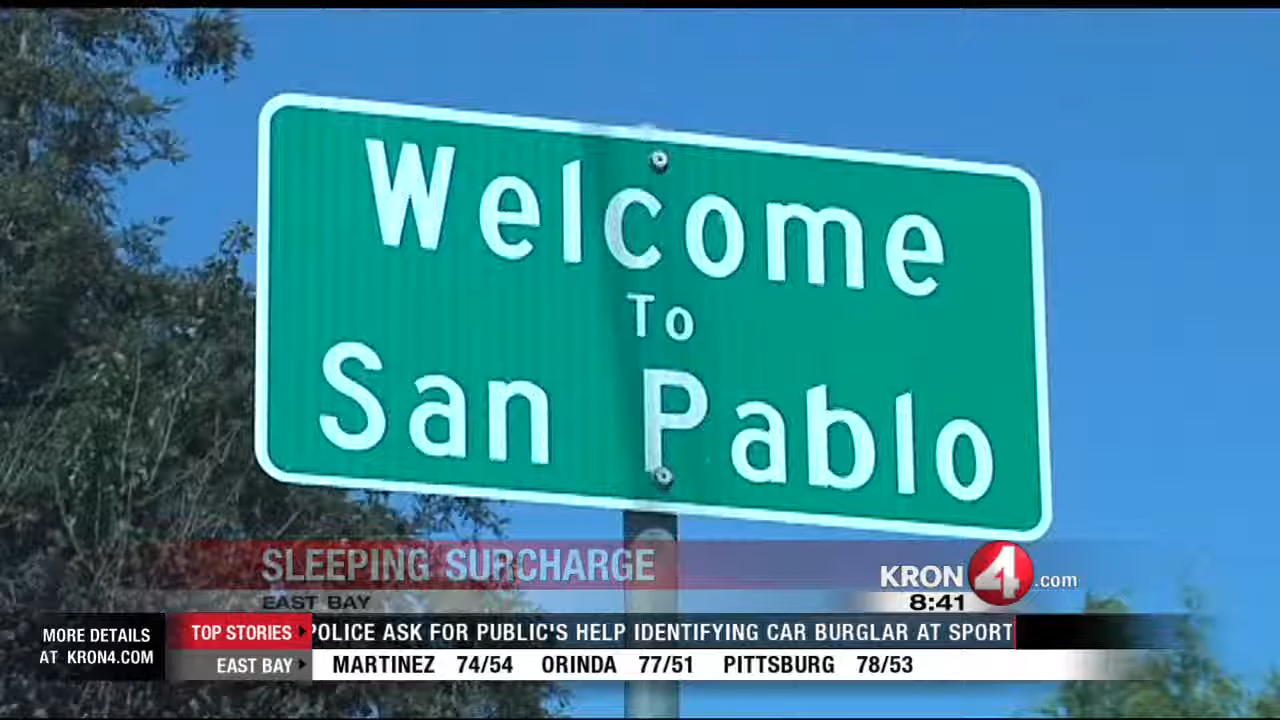 Welcome
To
San Pablo
SLEEPING SURCHARGE
EAST BAY
KRON 4 .com
8:41
MORE DETAILS
AT KRON4.COM
TOP STORIES
POLICE ASK FOR PUBLIC'S HELP IDENTIFYING CAR BURGLAR AT SPORT
EAST BAY
MARTINEZ 74/54 ORINDA 77/51 PITTSBURG 78/53